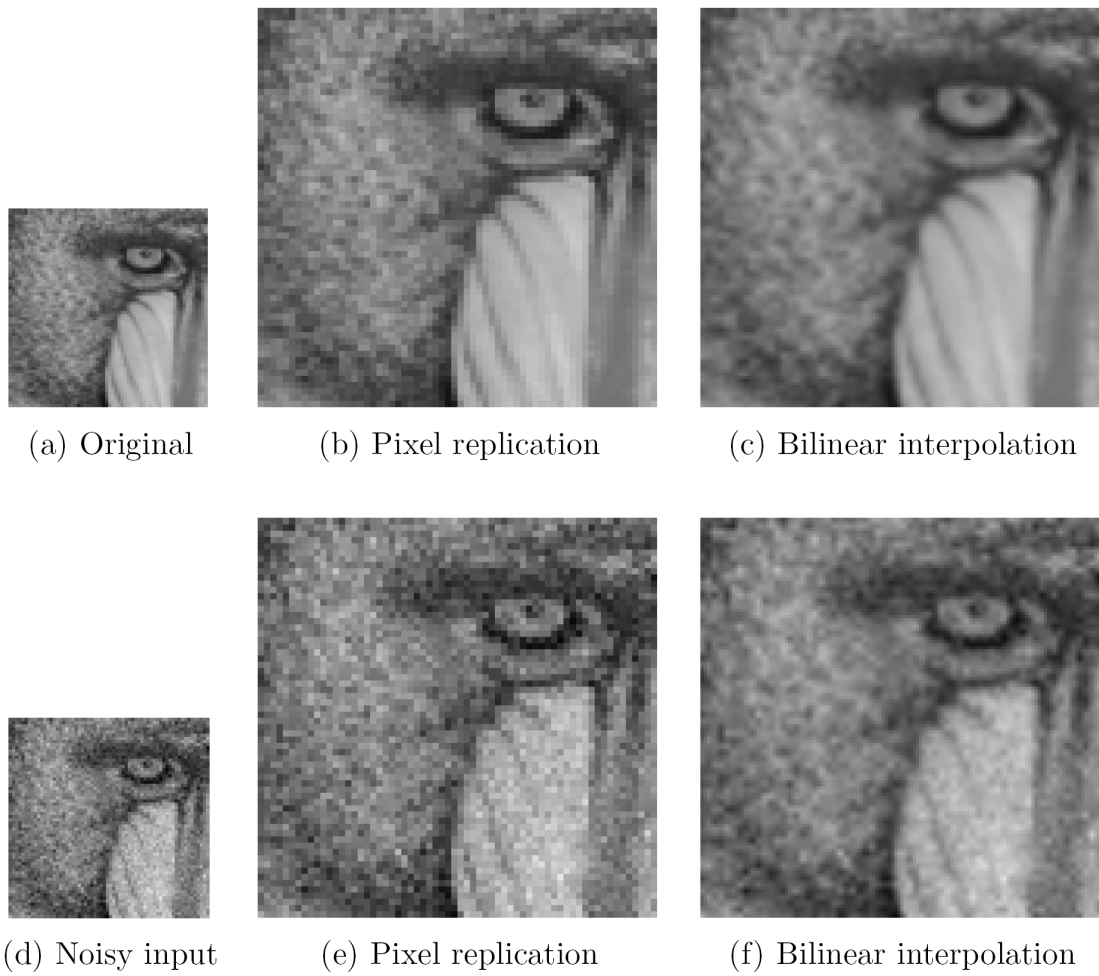 (a) Original
(b) Pixel replication
(c) Bilinear interpolation
(d) Noisy input
(e) Pixel replication
(f) Bilinear interpolation